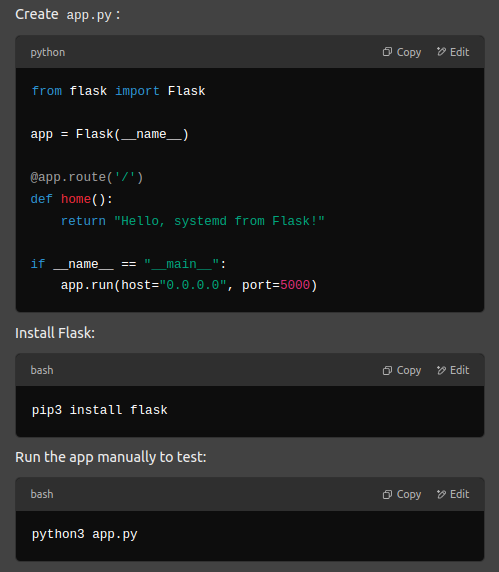 Create app.py:
python
Copy Edit
from flask import Flask
app = Flask(__name__)
@app.route('/')
def home():
    return "Hello, systemd from Flask!"
if __name__ == "__main__":
    app.run(host="0.0.0.0", port=5000)
Install Flask:
bash
Copy Edit
pip3 install flask
Run the app manually to test:
bash
Copy Edit
python3 app.py